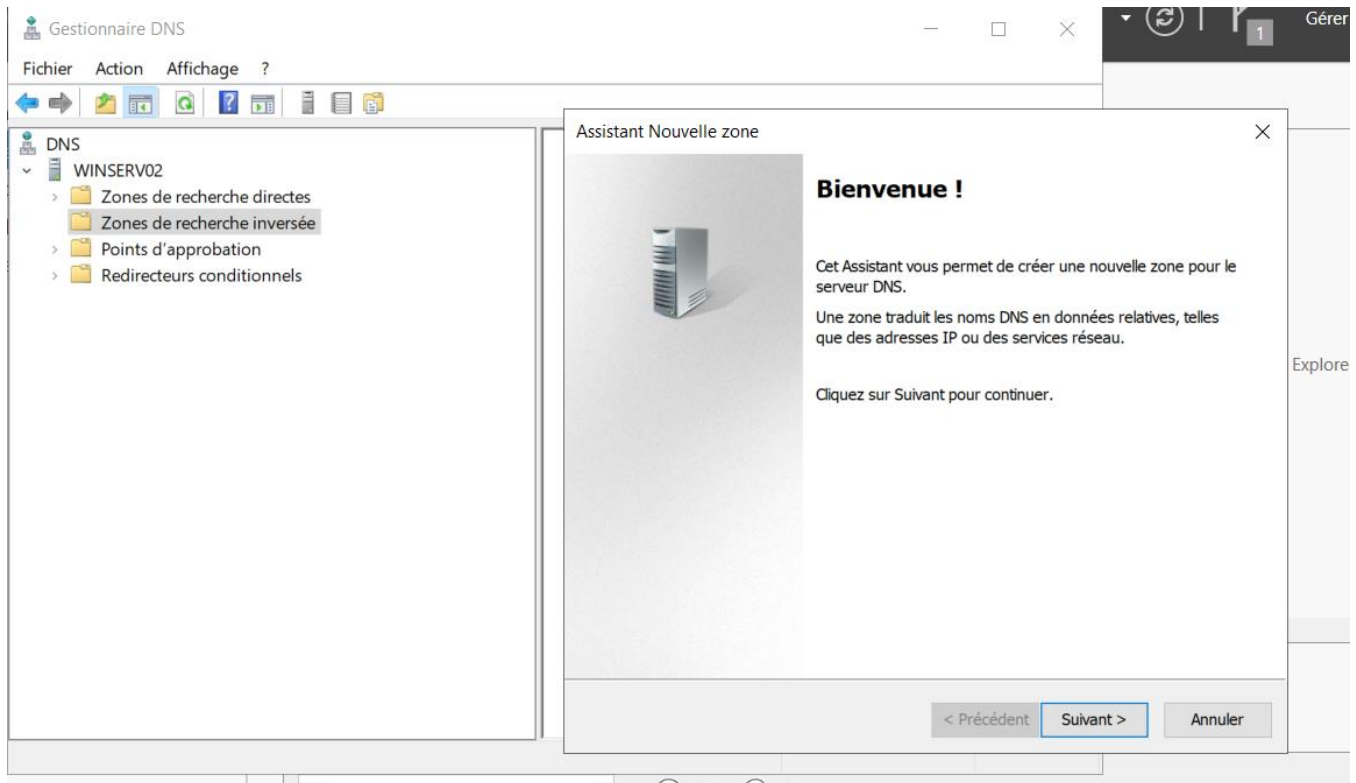 Gestionnaire DNS
Gérer
1
Fichier Action Affichage ?
DNS
WINSERV02
Zones de recherche directes
Zones de recherche inversée
Points d'approbation
Redirecteurs conditionnels
Assistant Nouvelle zone
Bienvenue !
Cet Assistant vous permet de créer une nouvelle zone pour le
serveur DNS.
Une zone traduit les noms DNS en données relatives, telles
que des adresses IP ou des services réseau.
Cliquez sur Suivant pour continuer.
Explore
< Précédent Suivant > Annuler